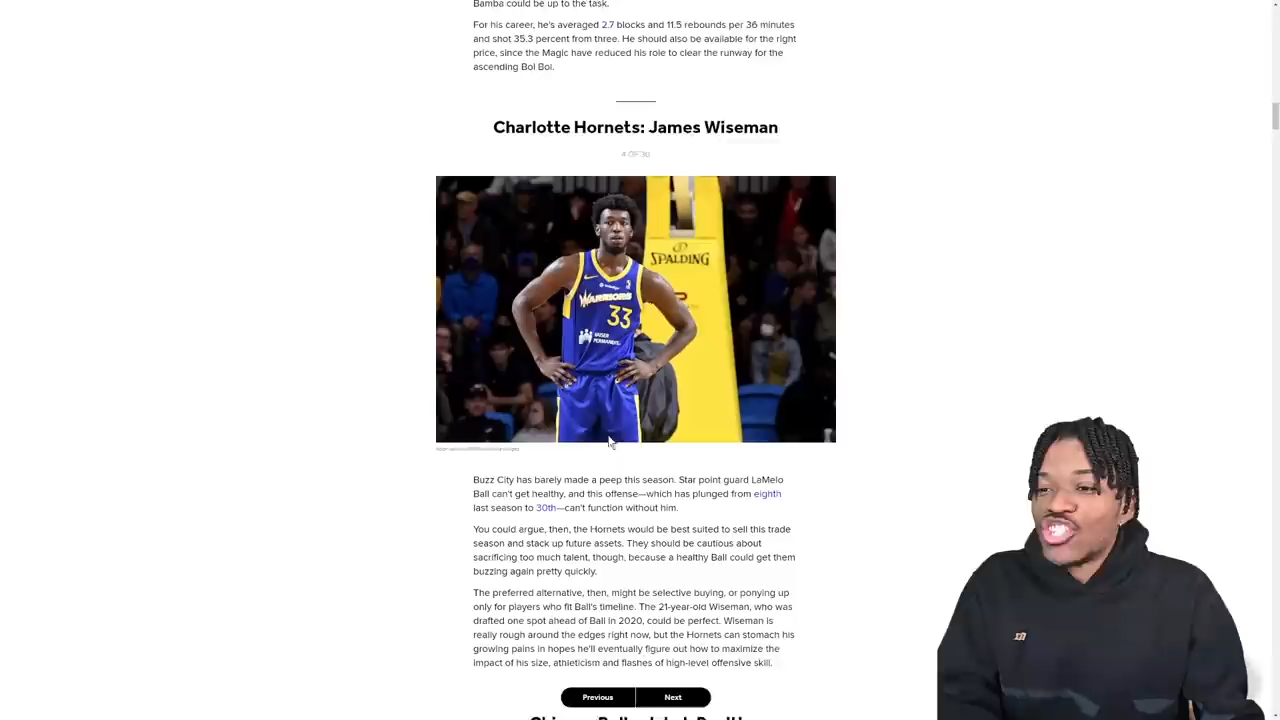 Bamba could be up to the task.
For his career, he's averaged 2.7 blocks and 11.5 rebounds per 36 minutes
and shot 35.3 percent from three. He should also be available for the right
price, since the Magic have reduced his role to clear the runway for the
ascending Bol Bol.
Charlotte Hornets: James Wiseman
4 OF 30
SPALDING
WARRIORS
33
KAISER
PERMANENTE
Buzz City has barely made a peep this season. Star point guard LaMelo
Ball can't get healthy, and this offense—which has plunged from eighth
last season to 30th—can't function without him.
You could argue, then, the Hornets would be best suited to sell this trade
season and stack up future assets. They should be cautious about
sacrificing too much talent, though, because a healthy Ball could get them
buzzing again pretty quickly.
The preferred alternative, then, might be selective buying, or ponying up
only for players who fit Ball's timeline. The 21-year-old Wiseman, who was
drafted one spot ahead of Ball in 2020, could be perfect. Wiseman is
really rough around the edges right now, but the Hornets can stomach his
growing pains in hopes he'll eventually figure out how to maximize the
impact of his size, athleticism and flashes of high-level offensive skill.
Previous
Next